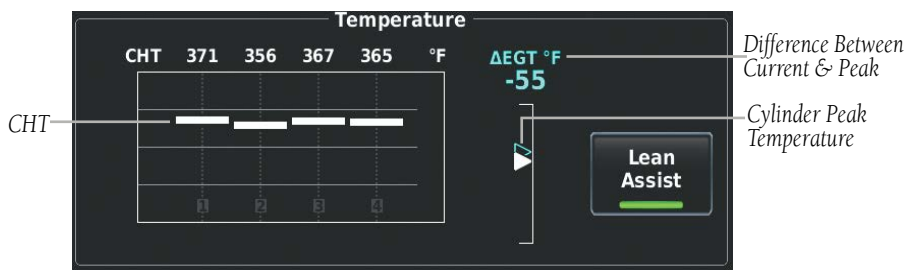 Temperature
CHT 371 356 367 365 °F
1 2 3 4
ΔEGT °F
-55
Lean
Assist
CHT
Difference Between
Current & Peak
Cylinder Peak
Temperature